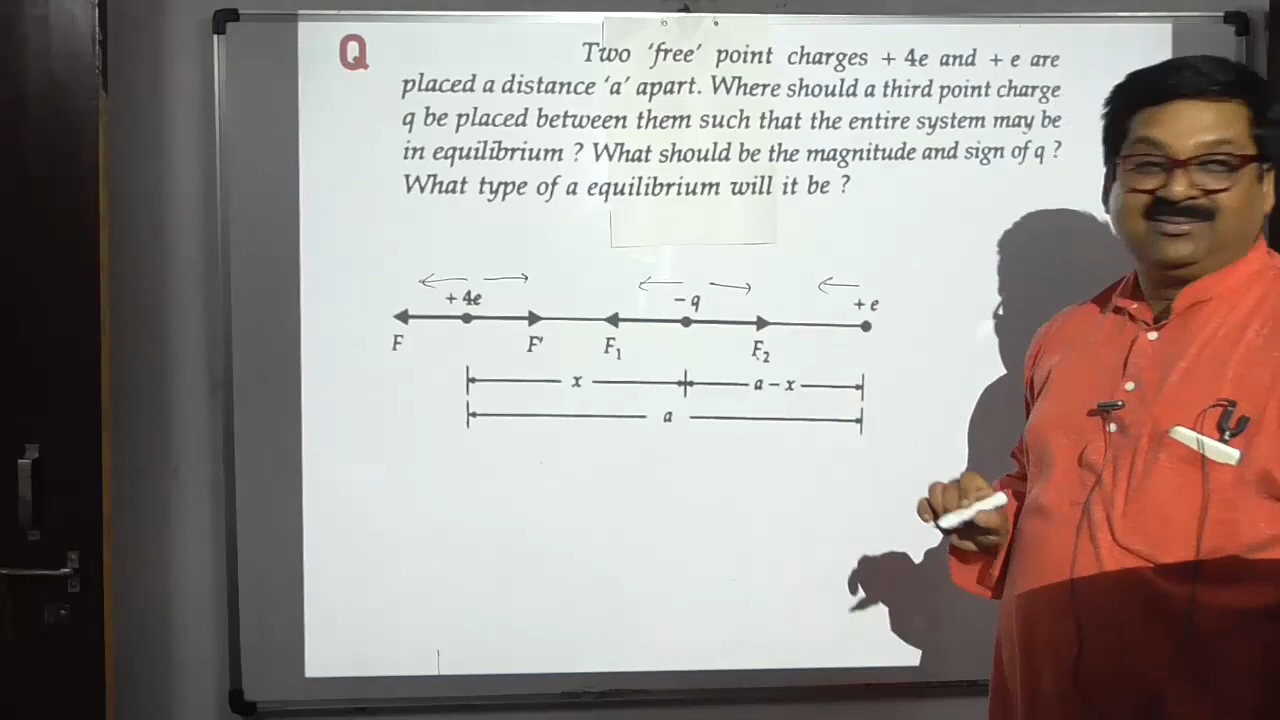 Q
Two 'free' point charges + 4e and + e are
placed a distance 'a' apart. Where should a third point charge
q be placed between them such that the entire system may be
in equilibrium ? What should be the magnitude and sign of q ?
What type of a equilibrium will it be ?
+ 4e − q + e
F F' F₁ F₂
x a − x
a